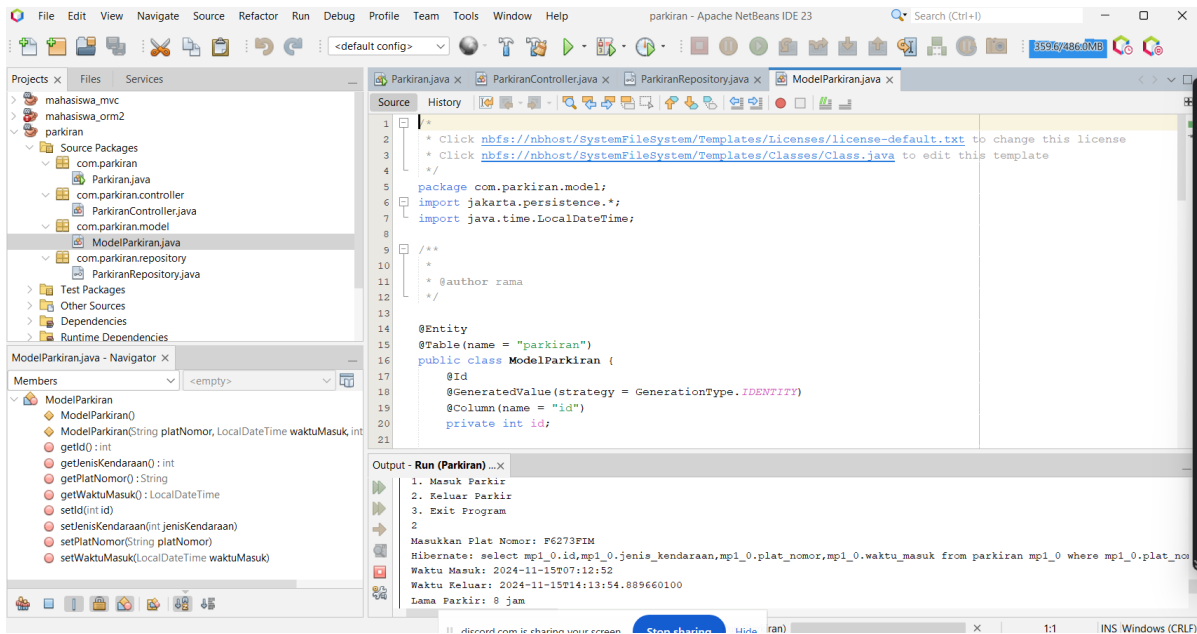 File Edit View Navigate Source Refactor Run Debug Profile Team Tools Window Help parkiran - Apache NetBeans IDE 23 Search (Ctrl+I)
<default config> 359.6/486.0MB
Projects Files Services
mahasiswa_mvc
mahasiswa_orm2
parkiran
Source Packages
com.parkiran
Parkiran.java
com.parkiran.controller
ParkiranController.java
com.parkiran.model
ModelParkiran.java
com.parkiran.repository
ParkiranRepository.java
Test Packages
Other Sources
Dependencies
Runtime Dependencies
ModelParkiran.java - Navigator
Members <empty>
ModelParkiran
ModelParkiran()
ModelParkiran(String platNomor, LocalDateTime waktuMasuk, int
getId() : int
getJenisKendaraan() : int
getPlatNomor() : String
getWaktuMasuk() : LocalDateTime
setId(int id)
setJenisKendaraan(int jenisKendaraan)
setPlatNomor(String platNomor)
setWaktuMasuk(LocalDateTime waktuMasuk)
Parkiran.java ParkiranController.java ParkiranRepository.java ModelParkiran.java
Source History
1 /*
2 * Click nbfs://nbhost/SystemFileSystem/Templates/Licenses/license-default.txt to change this license
3 * Click nbfs://nbhost/SystemFileSystem/Templates/Classes/Class.java to edit this template
4 */
5 package com.parkiran.model;
6 import jakarta.persistence.*;
7 import java.time.LocalDateTime;
8
9 /**
10 *
11 * @author rama
12 */
13
14 @Entity
15 @Table(name = "parkiran")
16 public class ModelParkiran {
17 @Id
18 @GeneratedValue(strategy = GenerationType.IDENTITY)
19 @Column(name = "id")
20 private int id;
21
Output - Run (Parkiran) ...
1. Masuk Parkir
2. Keluar Parkir
3. Exit Program
2
Masukkan Plat Nomor: F6273FIM
Hibernate: select mp1_0.id,mp1_0.jenis_kendaraan,mp1_0.plat_nomor,mp1_0.waktu_masuk from parkiran mp1_0 where mp1_0.plat_no
Waktu Masuk: 2024-11-15T07:12:52
Waktu Keluar: 2024-11-15T14:13:54.889660100
Lama Parkir: 8 jam
discord.com is sharing your screen. Stop sharing Hide
ran) 1:1 INS Windows (CRLF)